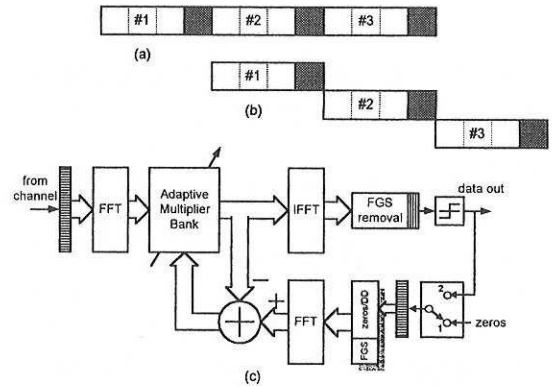 #1 #2 #3
(a)
#1
#2
(b)
#3
from channel
FFT
Adaptive Multiplier Bank
IFFT
FGS removal
data out
−
+
FFT
zeros/DD
FGS
2
1
zeros
(c)